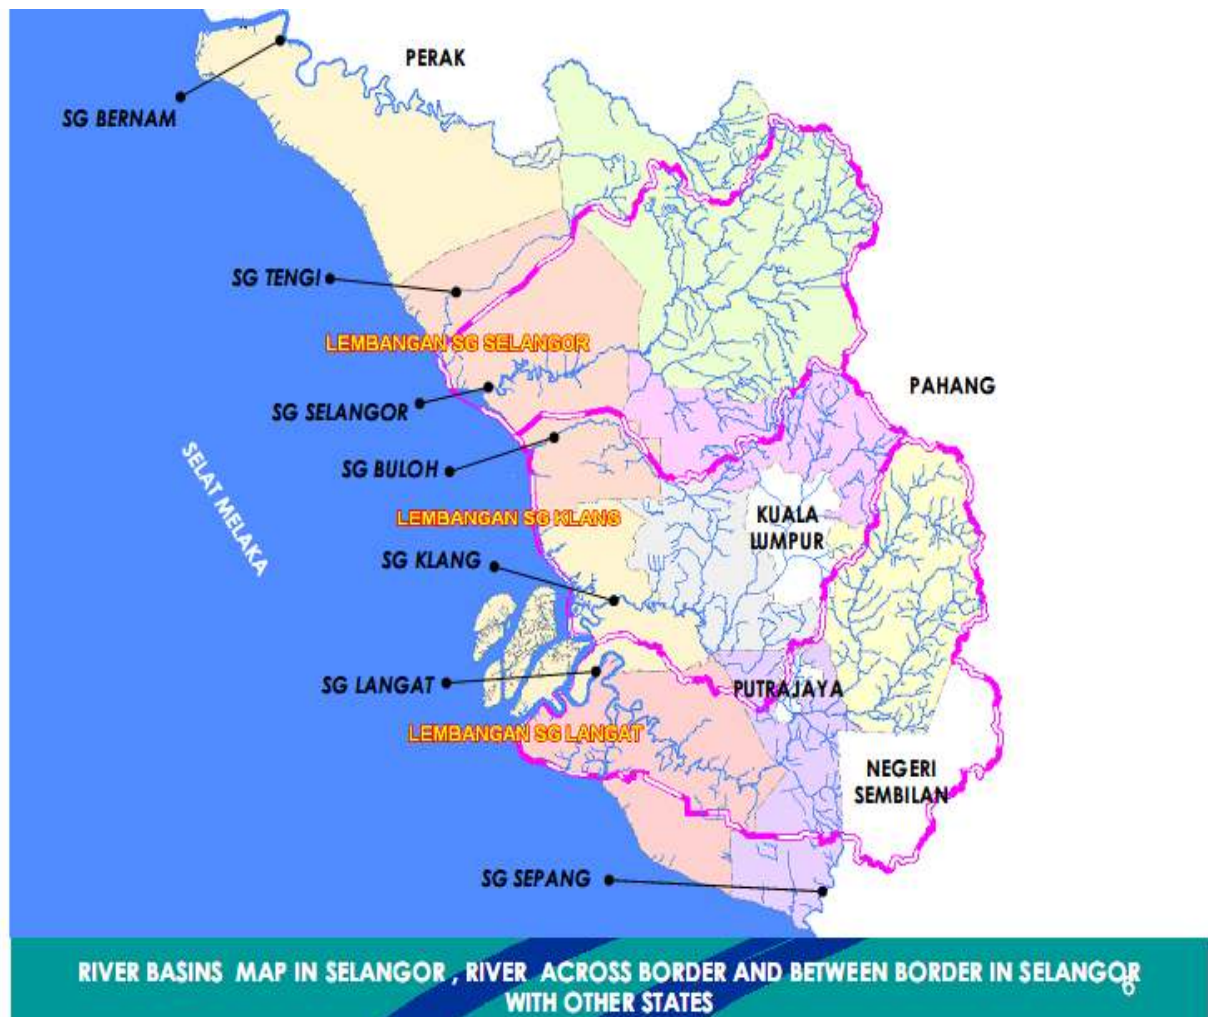 PERAK
SG BERNAM
SG TENGI
LEMBANGAN SG SELANGOR
PAHANG
SG SELANGOR
SG BULOH
SELAT MELAKA
LEMBANGAN SG KLANG
KUALA
LUMPUR
SG KLANG
SG LANGAT
PUTRAJAYA
LEMBANGAN SG LANGAT
NEGERI
SEMBILAN
SG SEPANG
RIVER BASINS MAP IN SELANGOR , RIVER ACROSS BORDER AND BETWEEN BORDER IN SELANGOR
WITH OTHER STATES
6